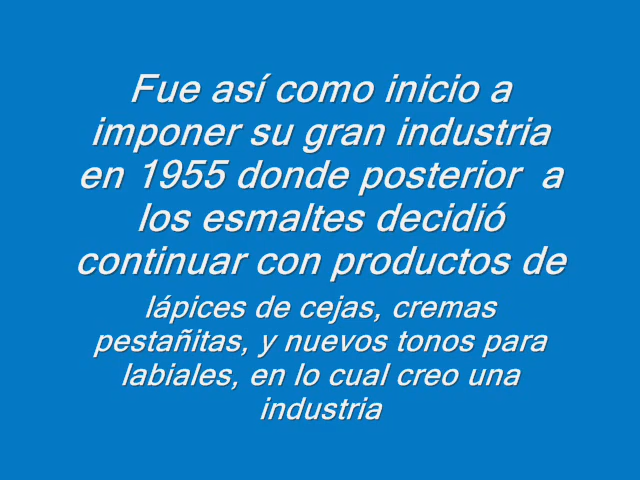 Fue así como inicio a
imponer su gran industria
en 1955 donde posterior  a
los esmaltes decidió
continuar con productos de
lápices de cejas, cremas
pestañitas, y nuevos tonos para
labiales, en lo cual creo una
industria